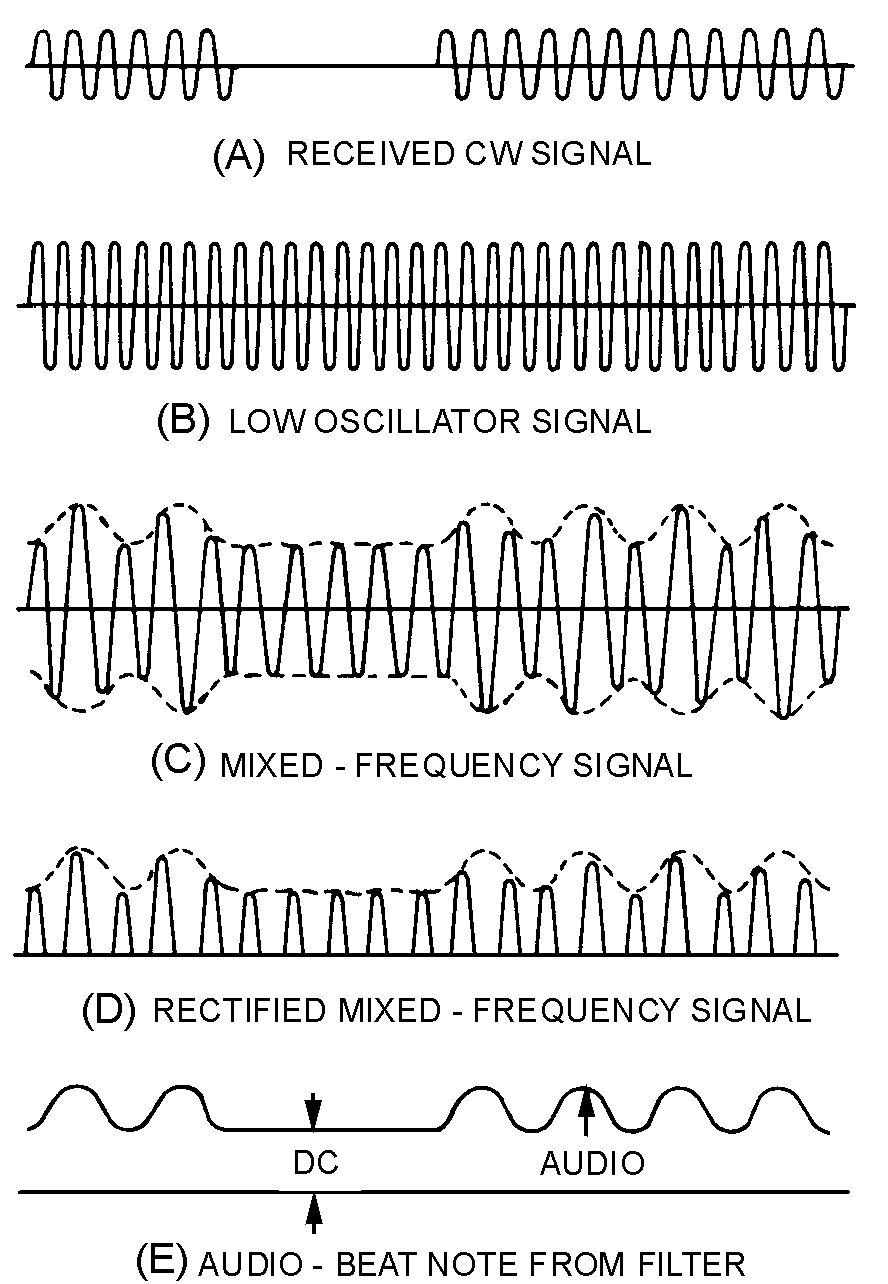 (A) RECEIVED CW SIGNAL
(B) LOW OSCILLATOR SIGNAL
(C) MIXED - FREQUENCY SIGNAL
(D) RECTIFIED MIXED - FREQUENCY SIGNAL
DC
AUDIO
(E) AUDIO - BEAT NOTE FROM FILTER